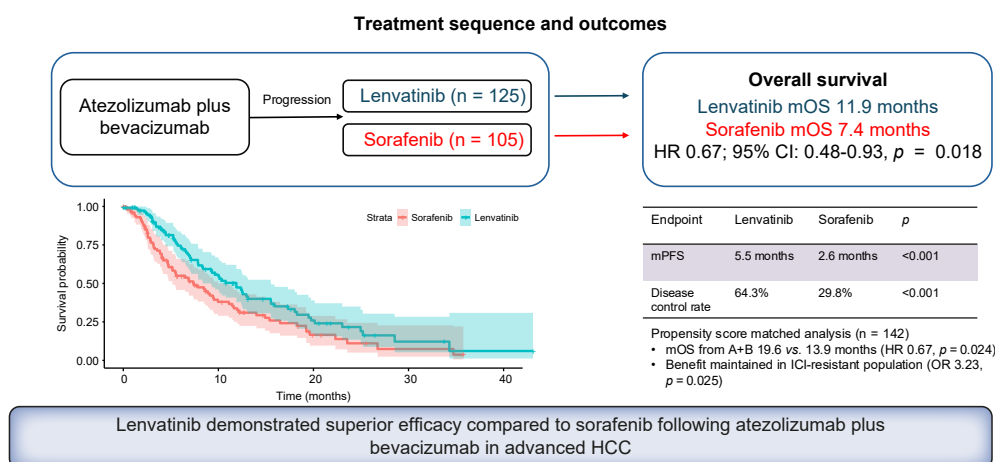 Treatment sequence and outcomes
Atezolizumab plus
bevacizumab
Progression
Lenvatinib (n = 125)
Sorafenib (n = 105)
Overall survival
Lenvatinib mOS 11.9 months
Sorafenib mOS 7.4 months
HR 0.67; 95% CI: 0.48-0.93, p = 0.018
Strata Sorafenib Lenvatinib
Survival probability
1.00
0.75
0.50
0.25
0.00
0 10 20 30 40
Time (months)
Endpoint Lenvatinib Sorafenib p
mPFS 5.5 months 2.6 months <0.001
Disease
control rate 64.3% 29.8% <0.001
Propensity score matched analysis (n = 142)
• mOS from A+B 19.6 vs. 13.9 months (HR 0.67, p = 0.024)
• Benefit maintained in ICI-resistant population (OR 3.23,
p = 0.025)
Lenvatinib demonstrated superior efficacy compared to sorafenib following atezolizumab plus
bevacizumab in advanced HCC